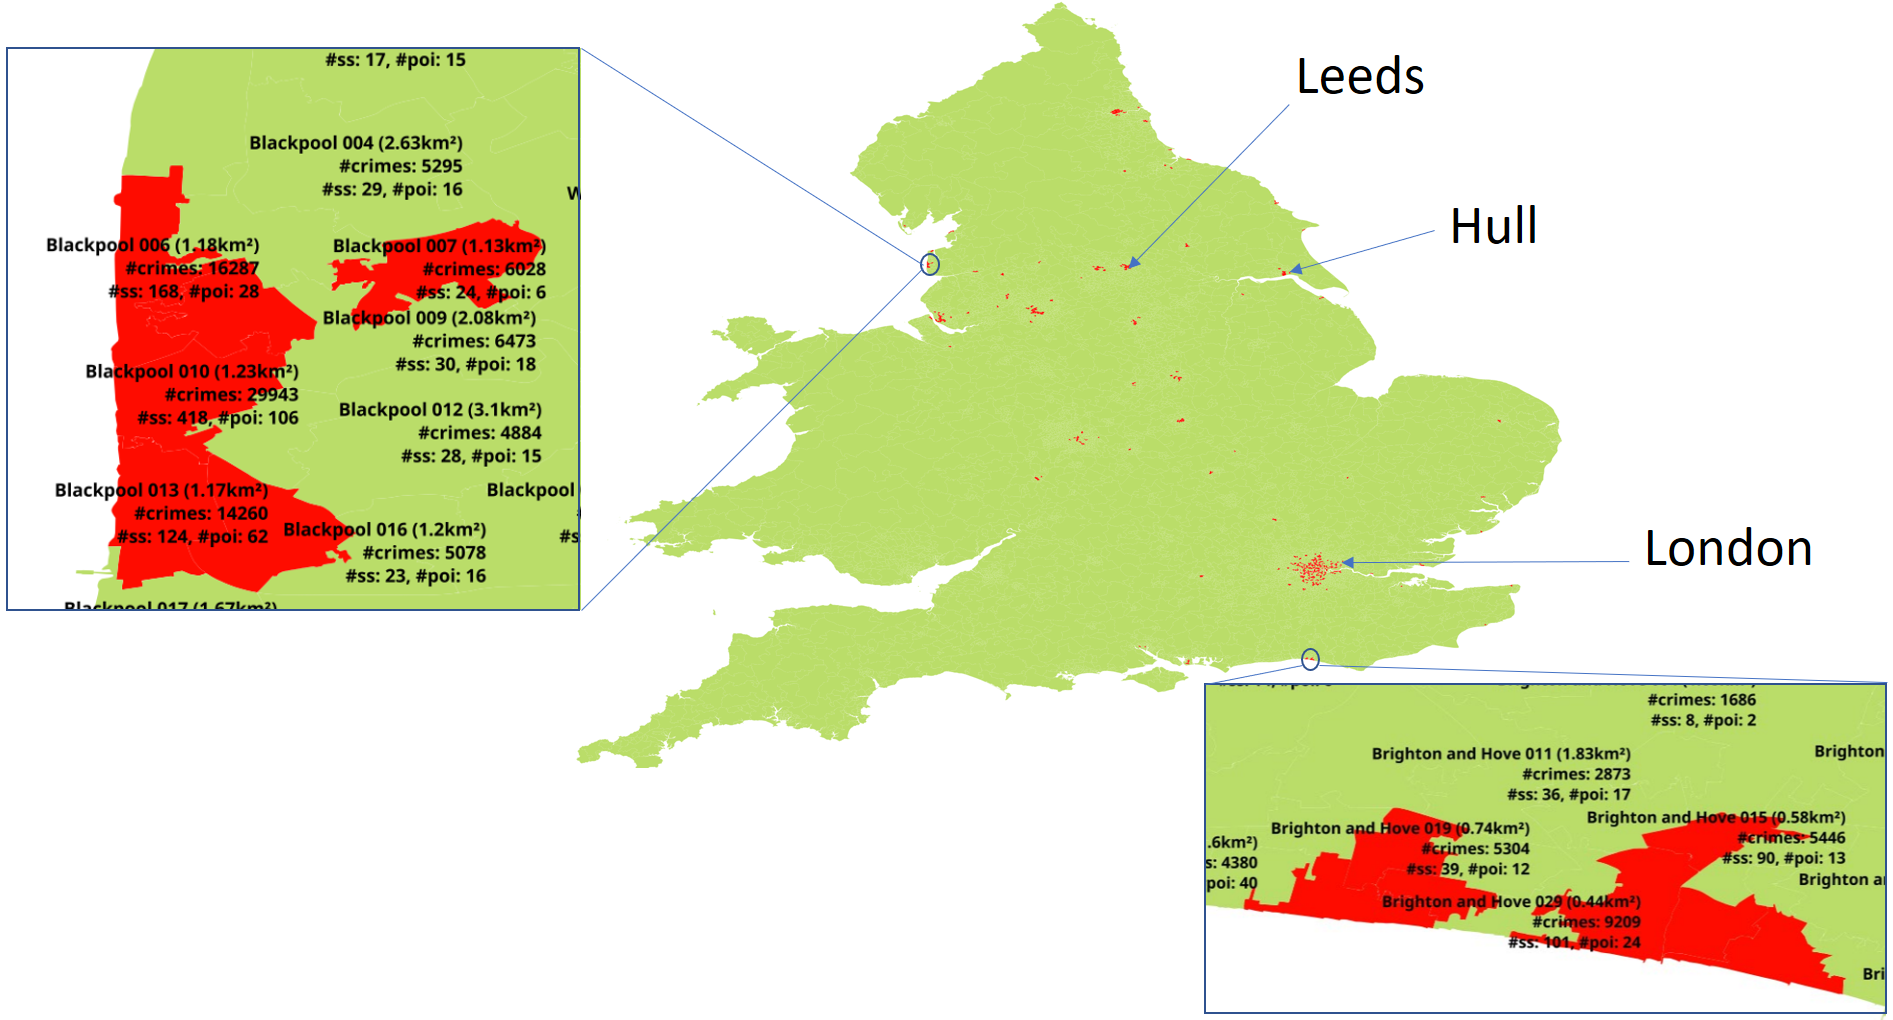 #ss: 17, #poi: 15
Blackpool 004 (2.63km²)
#crimes: 5295
#ss: 29, #poi: 16
Blackpool 006 (1.18km²)
#crimes: 16287
#ss: 168, #poi: 28
Blackpool 007 (1.13km²)
#crimes: 6028
#ss: 24, #poi: 6
Blackpool 009 (2.08km²)
#crimes: 6473
#ss: 30, #poi: 18
Blackpool 010 (1.23km²)
#crimes: 29943
#ss: 418, #poi: 106
Blackpool 012 (3.1km²)
#crimes: 4884
#ss: 28, #poi: 15
Blackpool
Blackpool 013 (1.17km²)
#crimes: 14260
#ss: 124, #poi: 62
Blackpool 016 (1.2km²)
#crimes: 5078
#ss: 23, #poi: 16
#s
Blackpool 017 (1.67km²)
Leeds
Hull
London
#crimes: 1686
#ss: 8, #poi: 2
Brighton and Hove 011 (1.83km²)
#crimes: 2873
#ss: 36, #poi: 17
Brighton
Brighton and Hove 019 (0.74km²)
#crimes: 5304
#ss: 39, #poi: 12
Brighton and Hove 015 (0.58km²)
#crimes: 5446
#ss: 90, #poi: 13
.6km²)
s: 4380
poi: 40
Brighton a
Brighton and Hove 029 (0.44km²)
#crimes: 9209
#ss: 101, #poi: 24
Bri